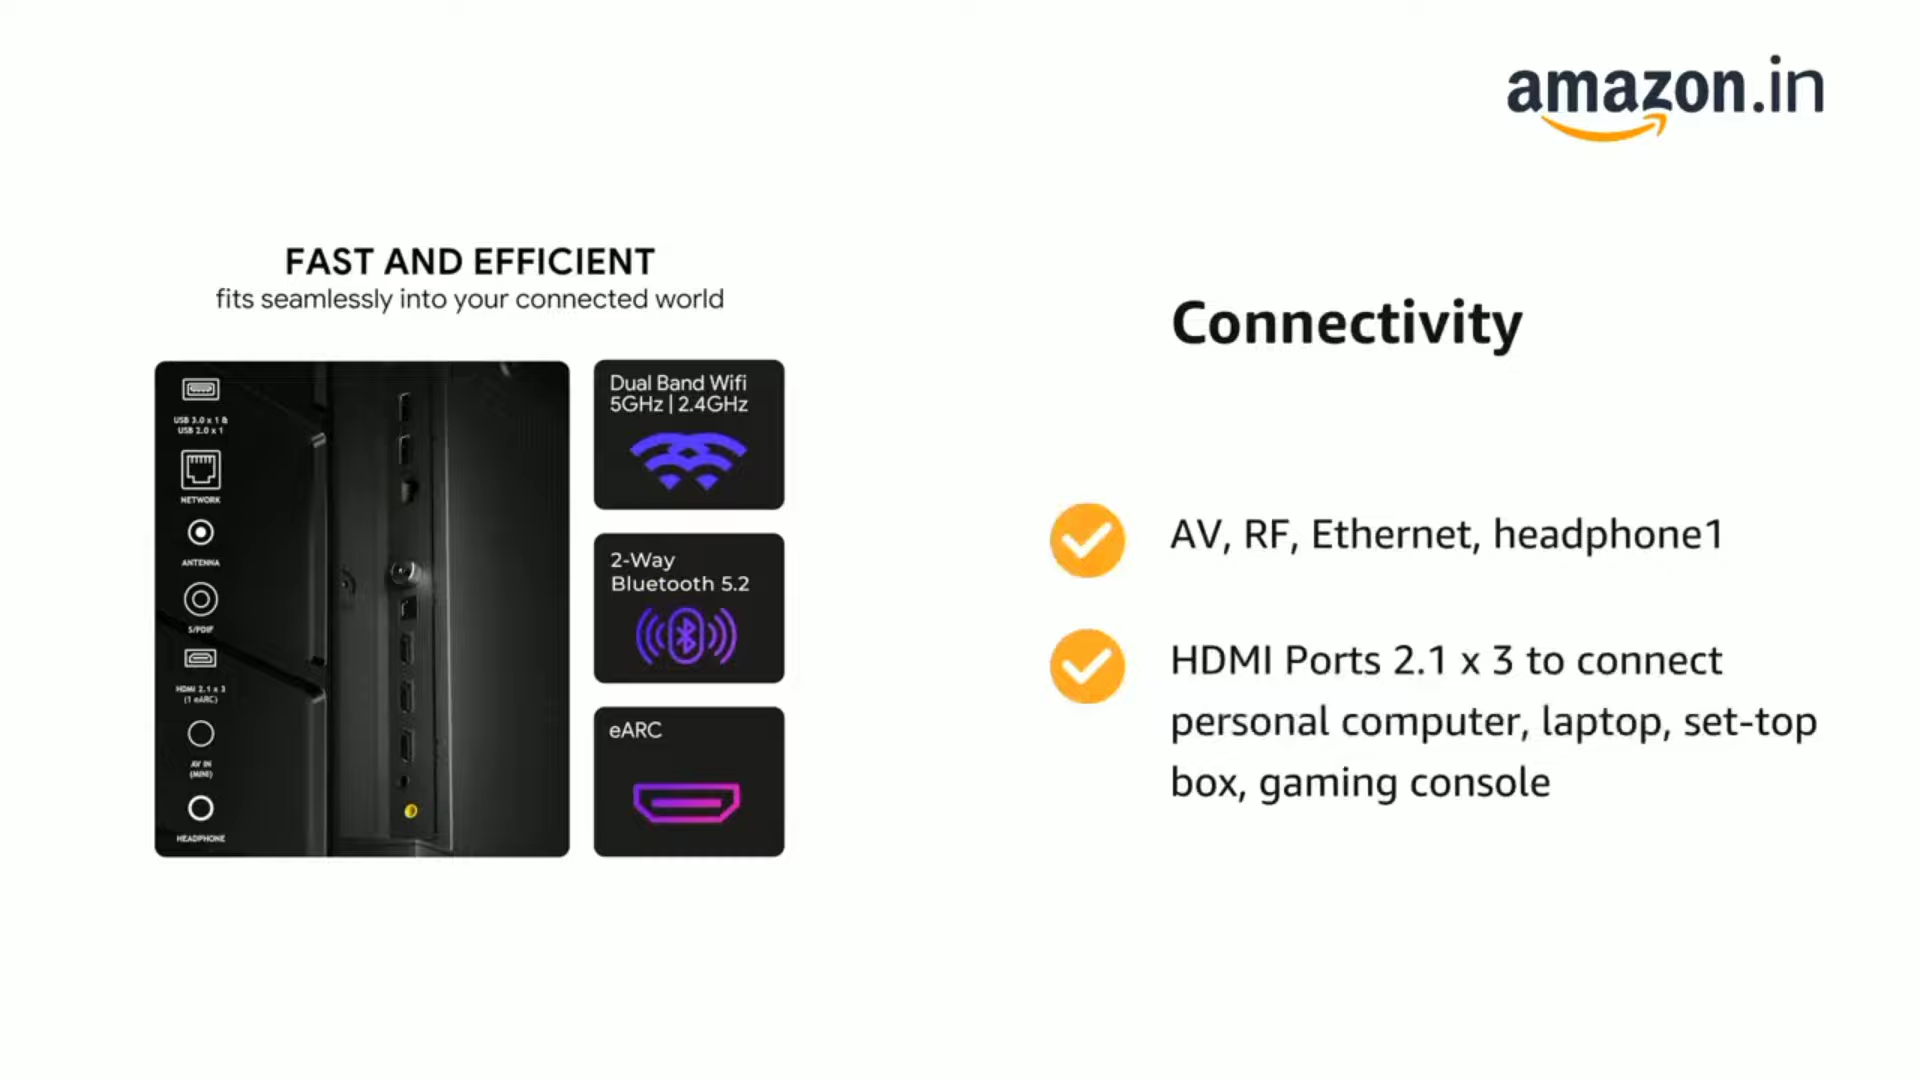 amazon.in
FAST AND EFFICIENT
fits seamlessly into your connected world
USB 3.0 x 1 &
USB 2.0 x 1
NETWORK
ANTENNA
S/PDIF
HDMI 2.1 x 3
(1 eARC)
AV IN
(MINI)
HEADPHONE
Dual Band Wifi
5GHz | 2.4GHz
2-Way
Bluetooth 5.2
eARC
Connectivity
AV, RF, Ethernet, headphone1
HDMI Ports 2.1 x 3 to connect
personal computer, laptop, set-top
box, gaming console